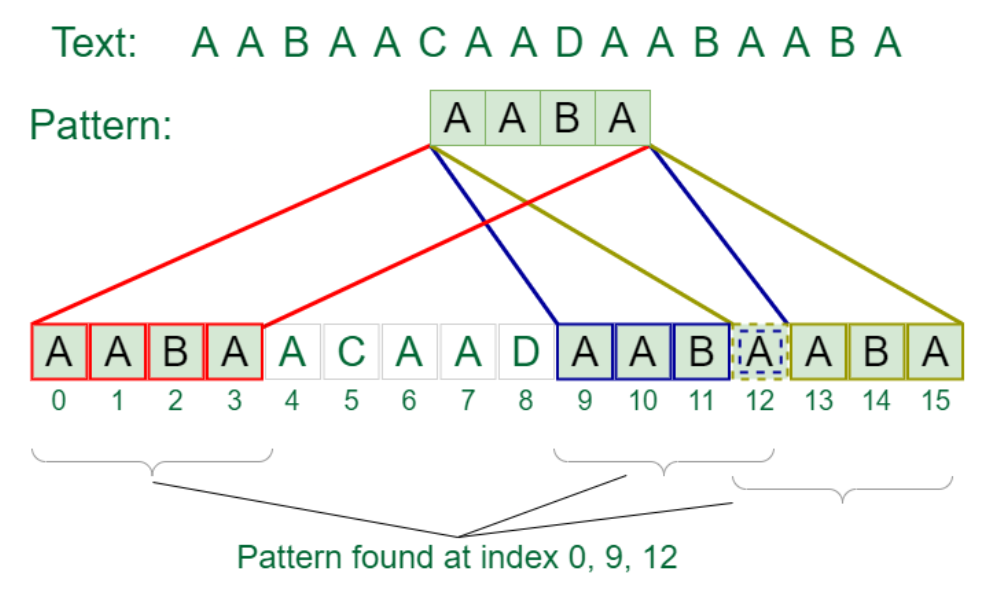 Text: A A B A A C A A D A A B A A B A
Pattern: A A B A
A A B A A C A A D A A B A A B A
0 1 2 3 4 5 6 7 8 9 10 11 12 13 14 15
Pattern found at index 0, 9, 12